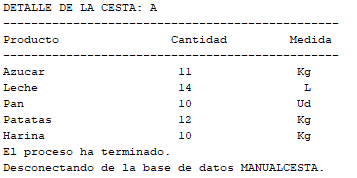 DETALLE DE LA CESTA: A
------------------------------------------------
Producto Cantidad Medida
------------------------------------------------
Azucar 11 Kg
Leche 14 L
Pan 10 Ud
Patatas 12 Kg
Harina 10 Kg
El proceso ha terminado.
Desconectando de la base de datos MANUALCESTA.